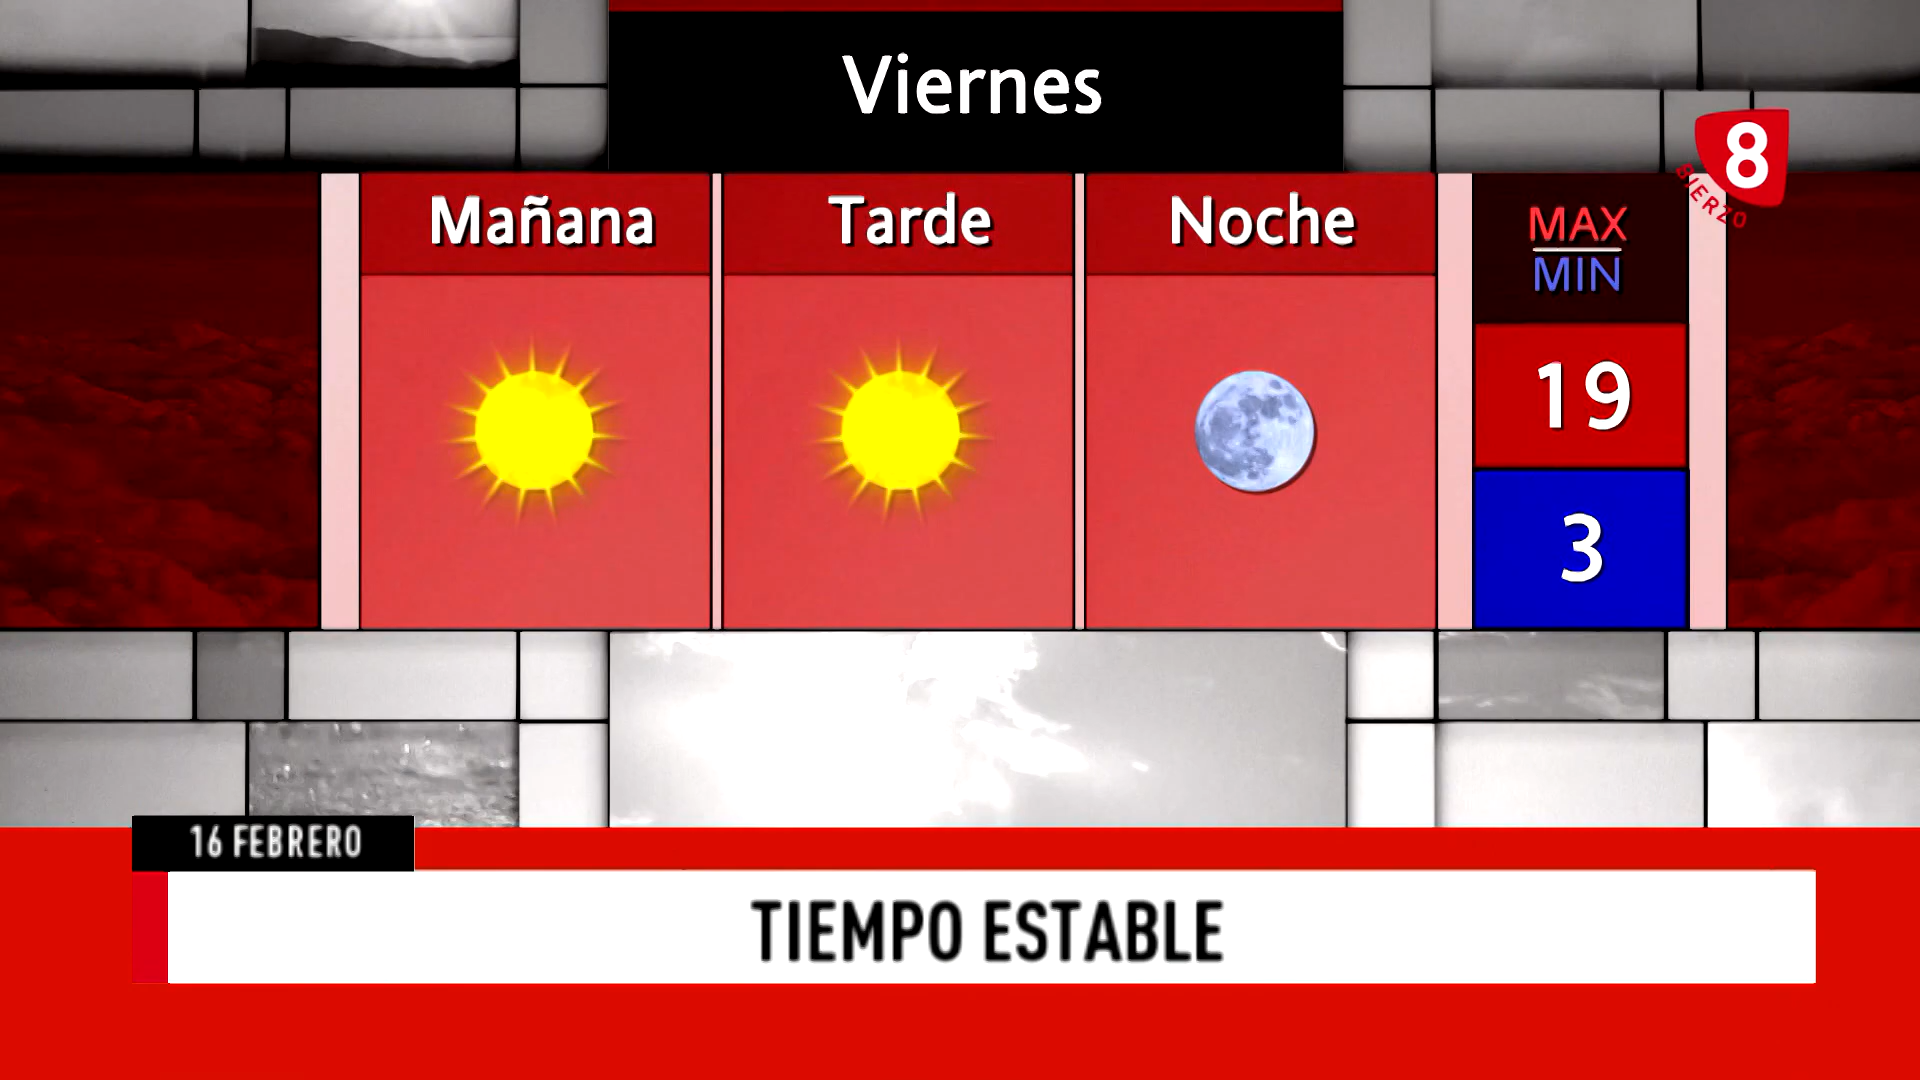 Viernes
Mañana Tarde Noche
MAX
MIN
19
3
8
BIERZO
16 FEBRERO
TIEMPO ESTABLE